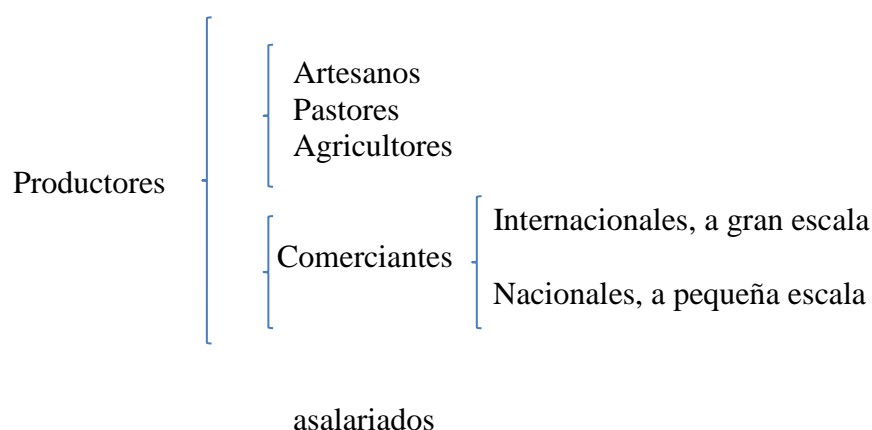 Artesanos
Pastores
Agricultores
Productores
Internacionales, a gran escala
Comerciantes
Nacionales, a pequeña escala
asalariados